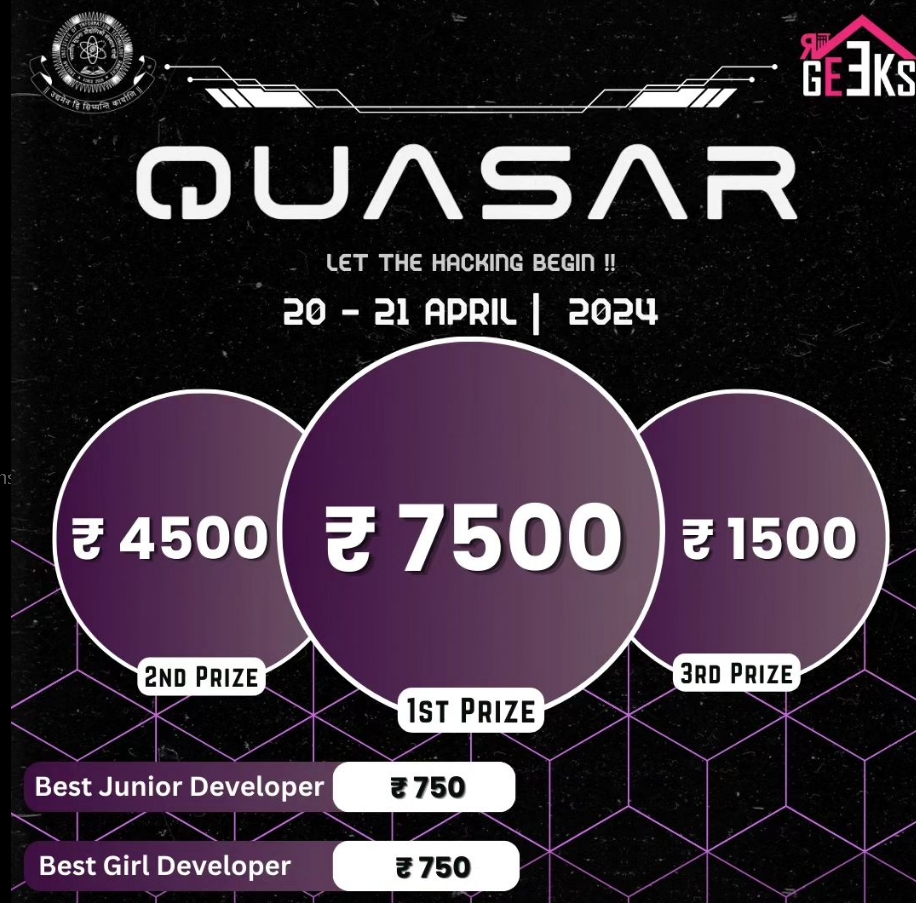 GEEKS
QUASAR
LET THE HACKING BEGIN !!
20 - 21 APRIL | 2024
₹ 4500
₹ 7500
₹ 1500
2ND PRIZE
1ST PRIZE
3RD PRIZE
Best Junior Developer ₹ 750
Best Girl Developer ₹ 750